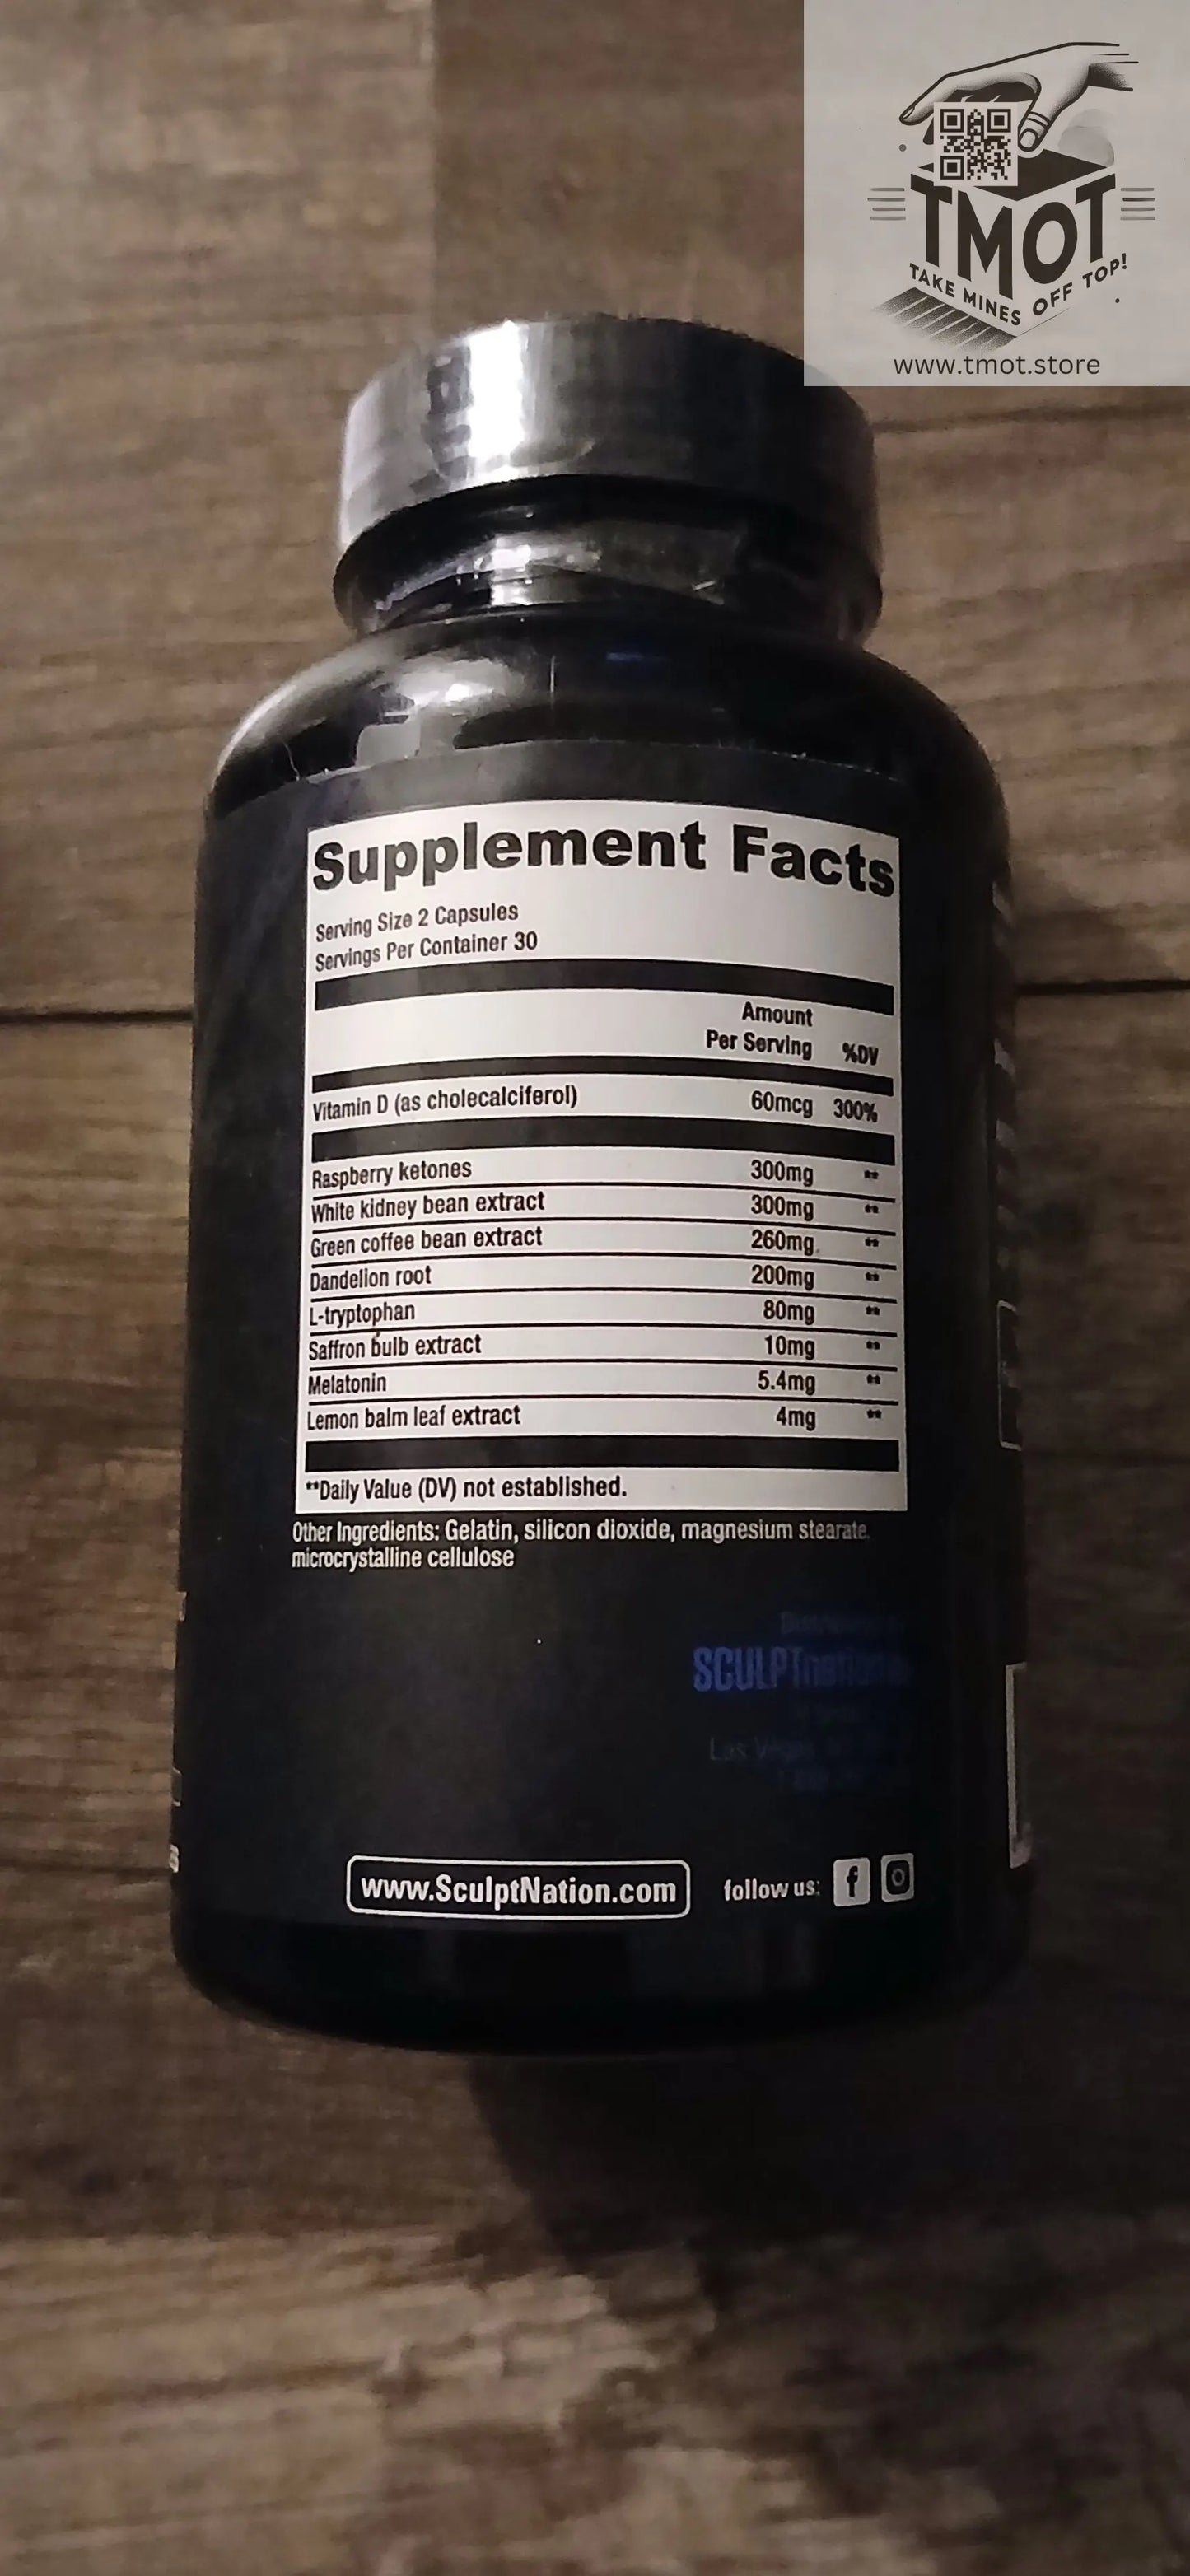 TMOT
TAKE MINES OFF TOP!
www.tmot.store
Supplement Facts
Serving Size 2 Capsules
Servings Per Container 30
Amount
Per Serving %DV
Vitamin D (as cholecalciferol) 60mcg 300%
Raspberry ketones 300mg **
White kidney bean extract 300mg **
Green coffee bean extract 260mg **
Dandelion root 200mg **
L-tryptophan 80mg **
Saffron bulb extract 10mg **
Melatonin 5.4mg **
Lemon balm leaf extract 4mg **
**Daily Value (DV) not established.
Other Ingredients: Gelatin, silicon dioxide, magnesium stearate,
microcrystalline cellulose
SCULPTnation
Las Vegas
www.SculptNation.com follow us: